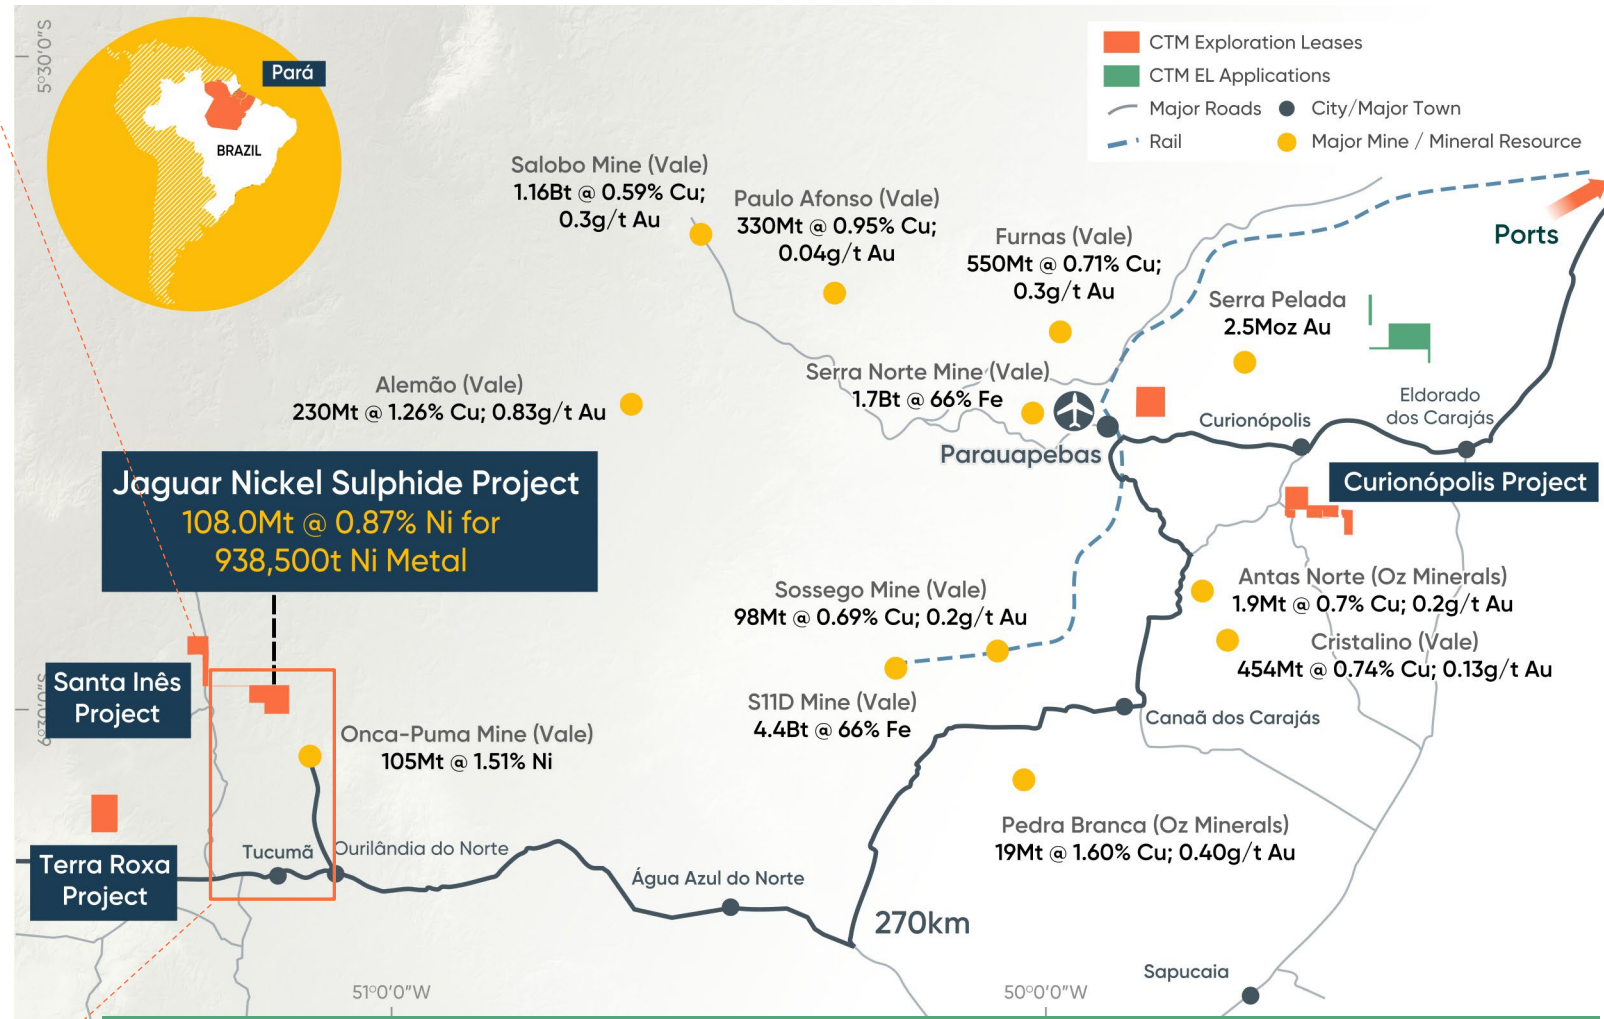 5°30'0"S
Pará
BRAZIL
CTM Exploration Leases
CTM EL Applications
Major Roads
City/Major Town
Rail
Major Mine / Mineral Resource
Ports
Salobo Mine (Vale)
1.16Bt @ 0.59% Cu;
0.3g/t Au
Paulo Afonso (Vale)
330Mt @ 0.95% Cu;
0.04g/t Au
Furnas (Vale)
550Mt @ 0.71% Cu;
0.3g/t Au
Serra Pelada
2.5Moz Au
Serra Norte Mine (Vale)
1.7Bt @ 66% Fe
Alemão (Vale)
230Mt @ 1.26% Cu; 0.83g/t Au
Eldorado
dos Carajás
Curionópolis
Parauapebas
Jaguar Nickel Sulphide Project
108.0Mt @ 0.87% Ni for
938,500t Ni Metal
Curionópolis Project
Sossego Mine (Vale)
98Mt @ 0.69% Cu; 0.2g/t Au
Antas Norte (Oz Minerals)
1.9Mt @ 0.7% Cu; 0.2g/t Au
Cristalino (Vale)
454Mt @ 0.74% Cu; 0.13g/t Au
Santa Inês
Project
6°30'0"S
S11D Mine (Vale)
4.4Bt @ 66% Fe
Canaã dos Carajás
Onca-Puma Mine (Vale)
105Mt @ 1.51% Ni
Pedra Branca (Oz Minerals)
19Mt @ 1.60% Cu; 0.40g/t Au
Terra Roxa
Project
Tucumã
Ourilândia do Norte
Água Azul do Norte
270km
Sapucaia
51°0'0"W
50°0'0"W